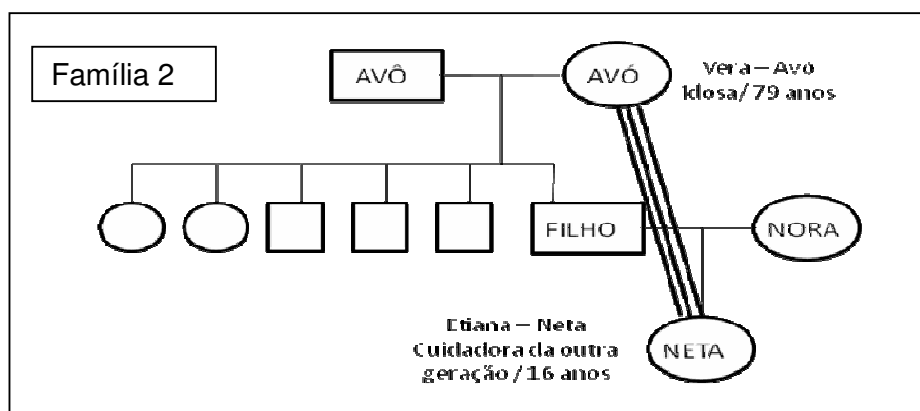 Família 2
AVÔ
AVÓ
Vera – Avó
Idosa/ 79 anos
FILHO
NORA
Etiana – Neta
Cuidadora da outra
geração / 16 anos
NETA